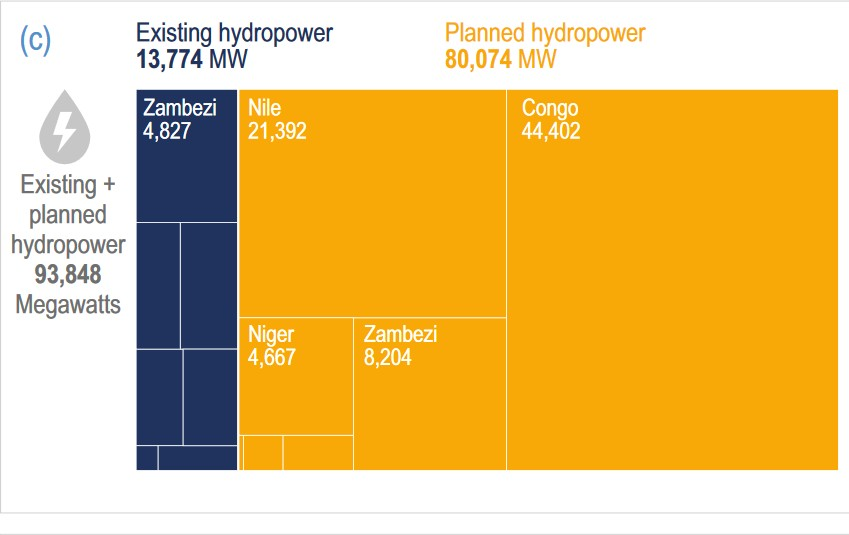 (c)
Existing hydropower
13,774 MW
Planned hydropower
80,074 MW
Existing +
planned
hydropower
93,848
Megawatts
Zambezi
4,827
Nile
21,392
Congo
44,402
Niger
4,667
Zambezi
8,204